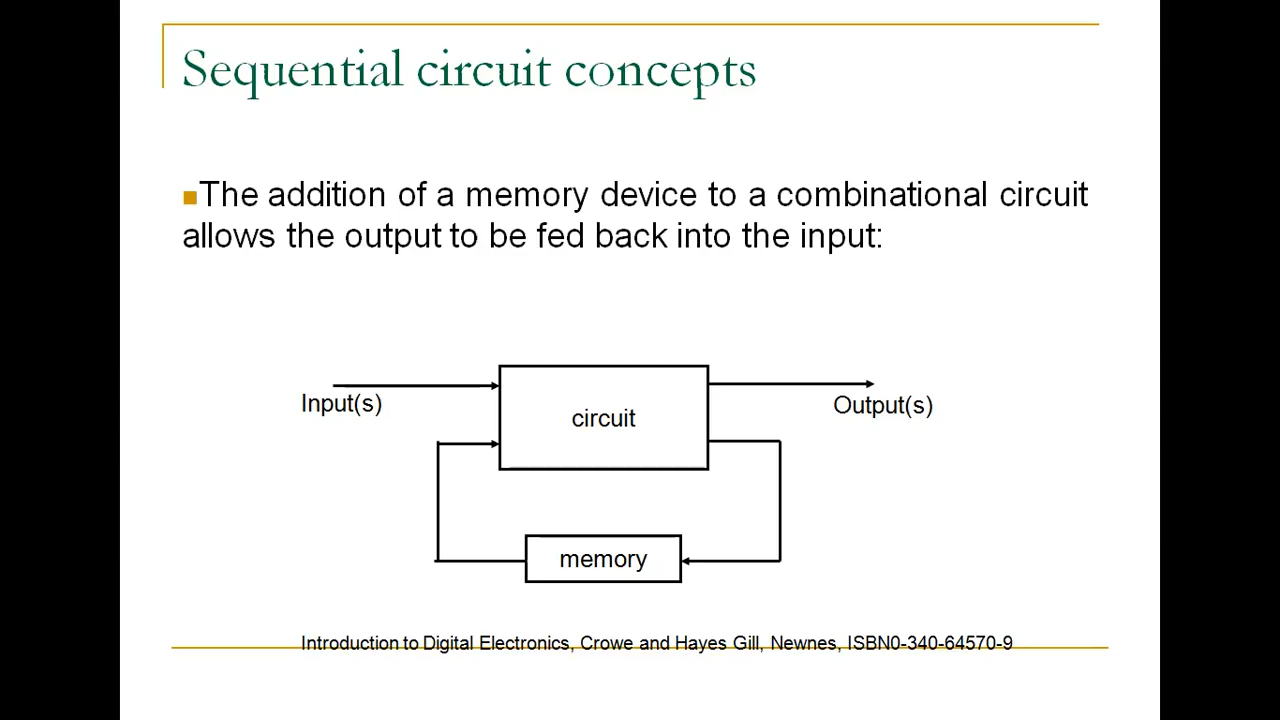 Sequential circuit concepts
The addition of a memory device to a combinational circuit
allows the output to be fed back into the input:
Input(s)
circuit
Output(s)
memory
Introduction to Digital Electronics, Crowe and Hayes Gill, Newnes, ISBN0-340-64570-9